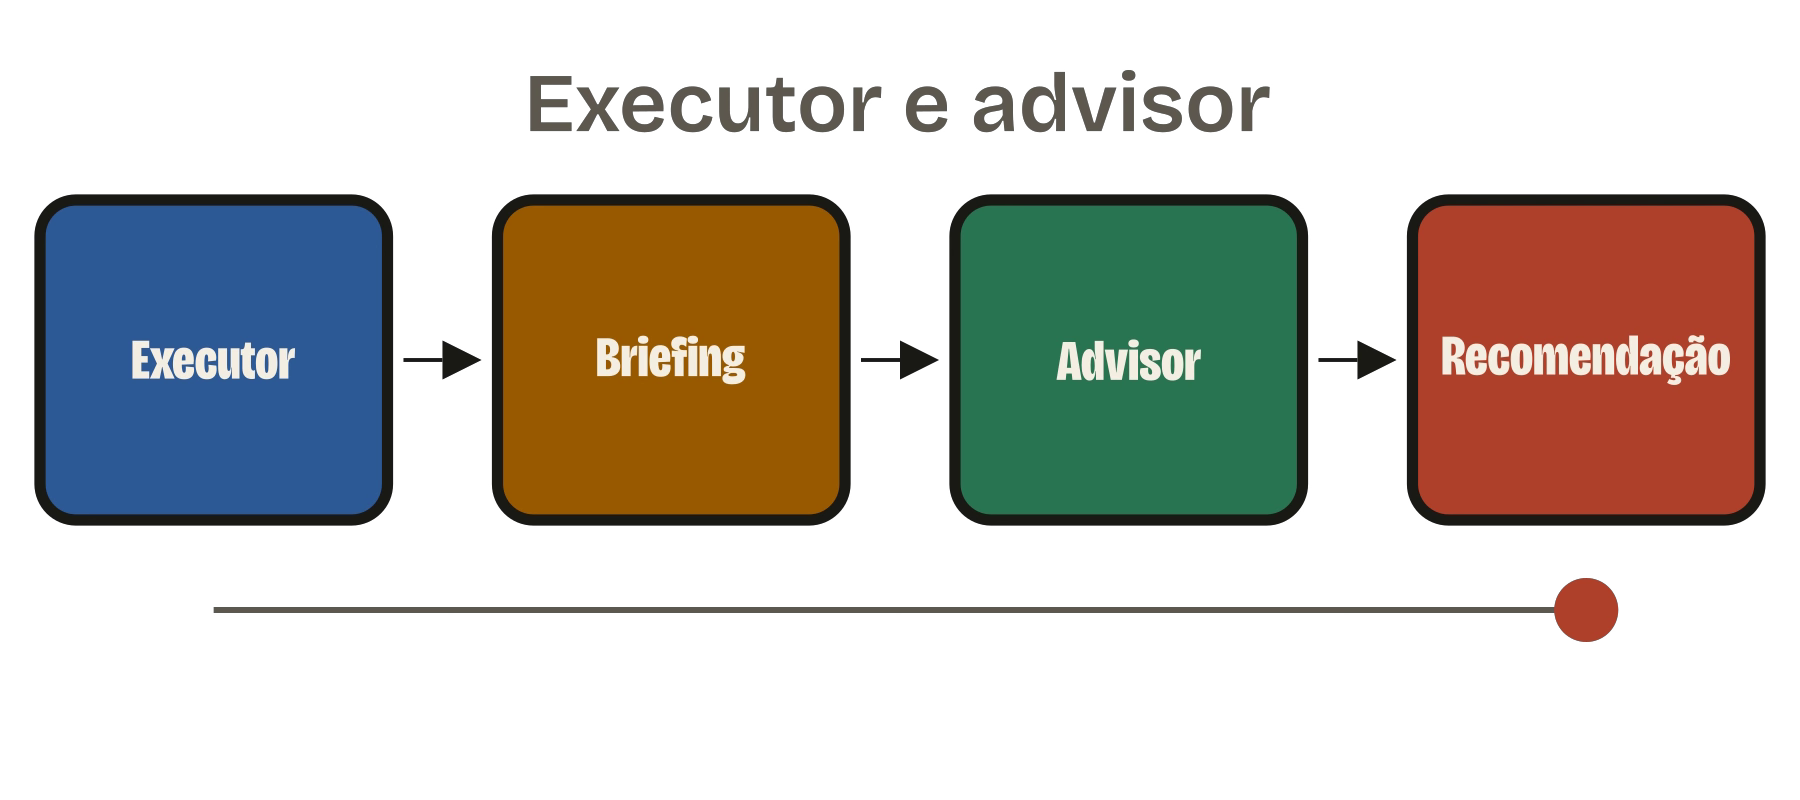 Executor e advisor
Executor
Briefing
Advisor
Recomendação